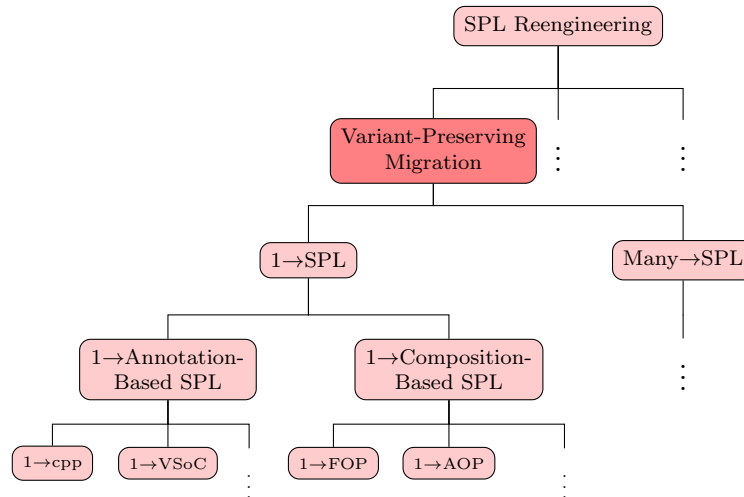 SPL Reengineering
Variant-Preserving
Migration
1→SPL
Many→SPL
1→Annotation-
Based SPL
1→Composition-
Based SPL
1→cpp
1→VSoC
1→FOP
1→AOP